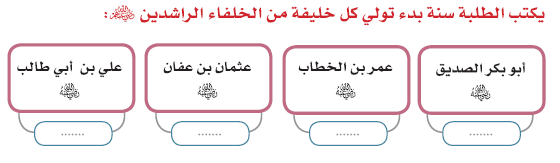 يكتب الطلبة سنة بدء تولي كل خليفة من الخلفاء الراشدين ﷺ:
أبو بكر الصديق
عمر بن الخطاب
عثمان بن عفان
علي بن أبي طالب
.......
.......
.......
.......